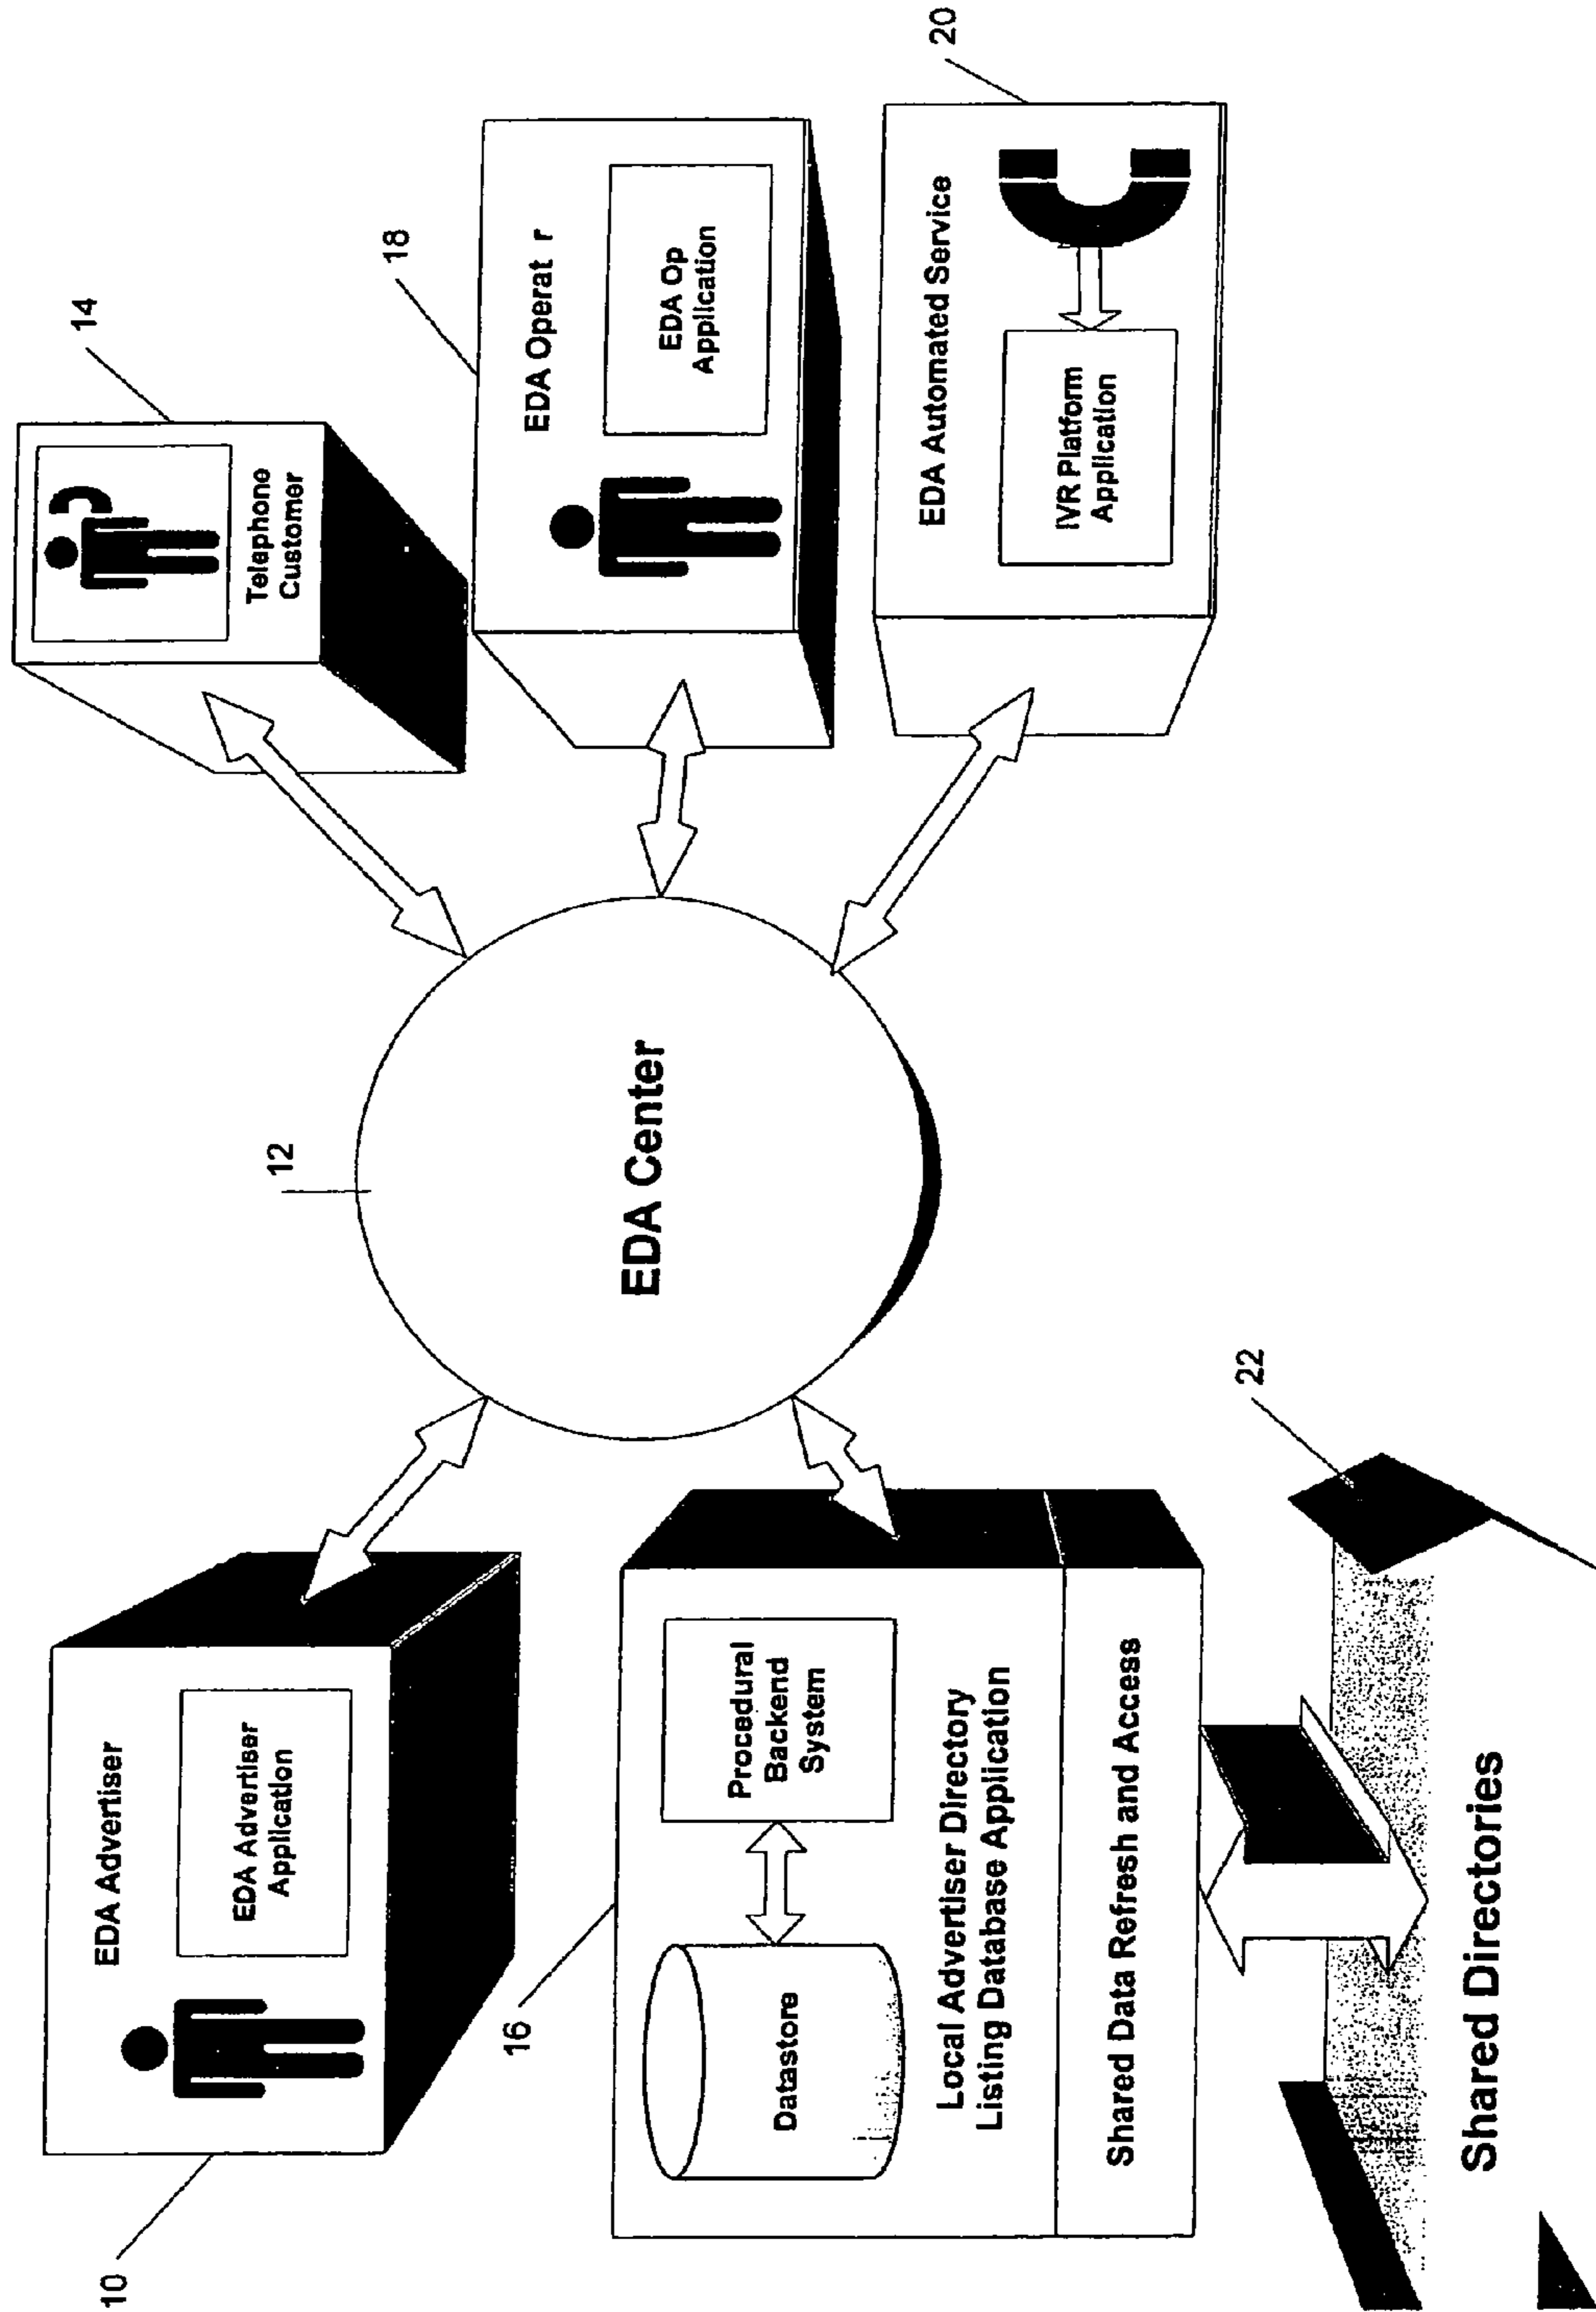 10
EDA Advertiser
EDA Advertiser
Application
12
14
Telephone
Customer
16
Datastore
Procedural
Backend
System
Local Advertiser Directory
Listing Database Application
Shared Data Refresh and Access
EDA Center
18
EDA Operat r
EDA Op
Application
20
EDA Automated Service
IVR Platform
Application
22
Shared Directories